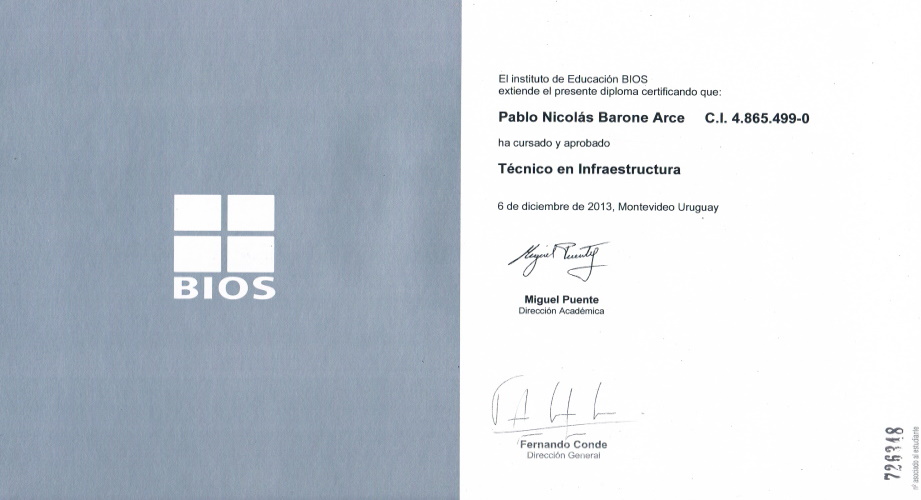 BIOS
El instituto de Educación BIOS
extiende el presente diploma certificando que:
Pablo Nicolás Barone Arce C.I. 4.865.499-0
ha cursado y aprobado
Técnico en Infraestructura
6 de diciembre de 2013, Montevideo Uruguay
Miguel Puente
Miguel Puente
Dirección Académica
Fernando Conde
Dirección General
726348
nº asociado al estudiante